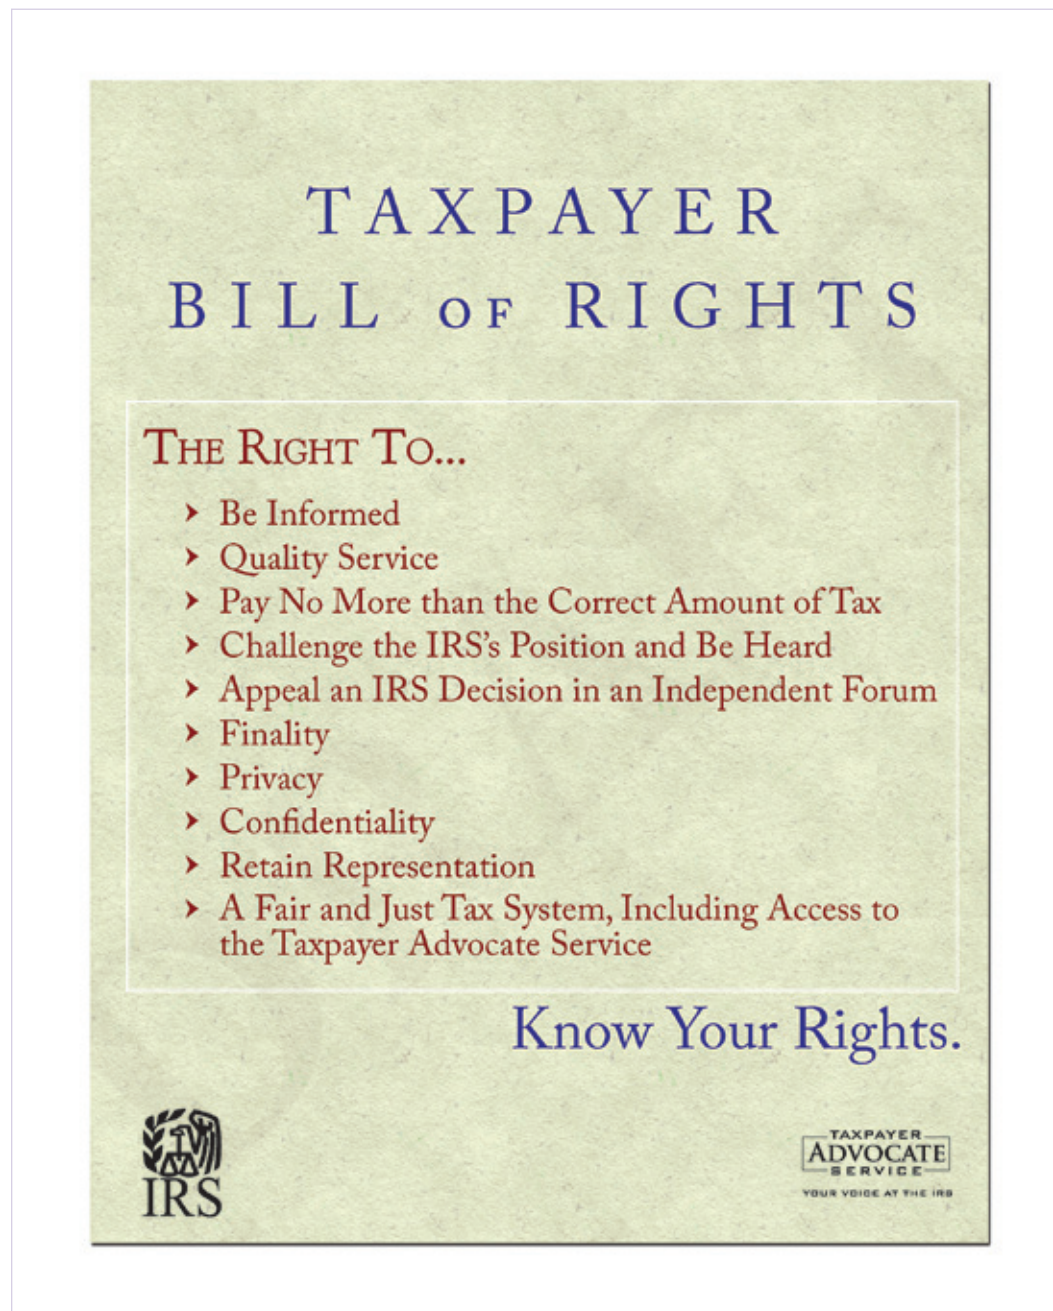 TAXPAYER
BILL OF RIGHTS
THE RIGHT TO...
Be Informed
Quality Service
Pay No More than the Correct Amount of Tax
Challenge the IRS's Position and Be Heard
Appeal an IRS Decision in an Independent Forum
Finality
Privacy
Confidentiality
Retain Representation
A Fair and Just Tax System, Including Access to
the Taxpayer Advocate Service
Know Your Rights.
IRS
TAXPAYER
ADVOCATE
SERVICE
YOUR VOICE AT THE IRS